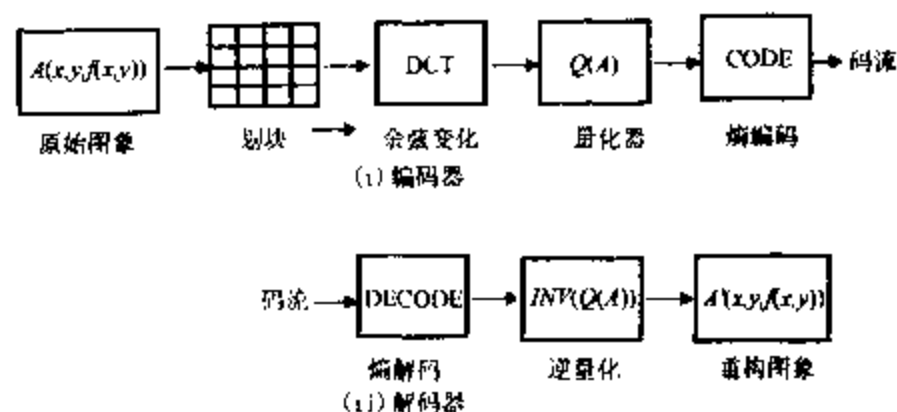 A(x,y,f(x,y))
DCT
Q(A)
CODE
码流
原始图象
划块
余弦变化
量化器
熵编码
(i) 编码器
码流
DECODE
INV(Q(A))
A'(x,y,f(x,y))
熵解码
逆量化
重构图象
(ii) 解码器